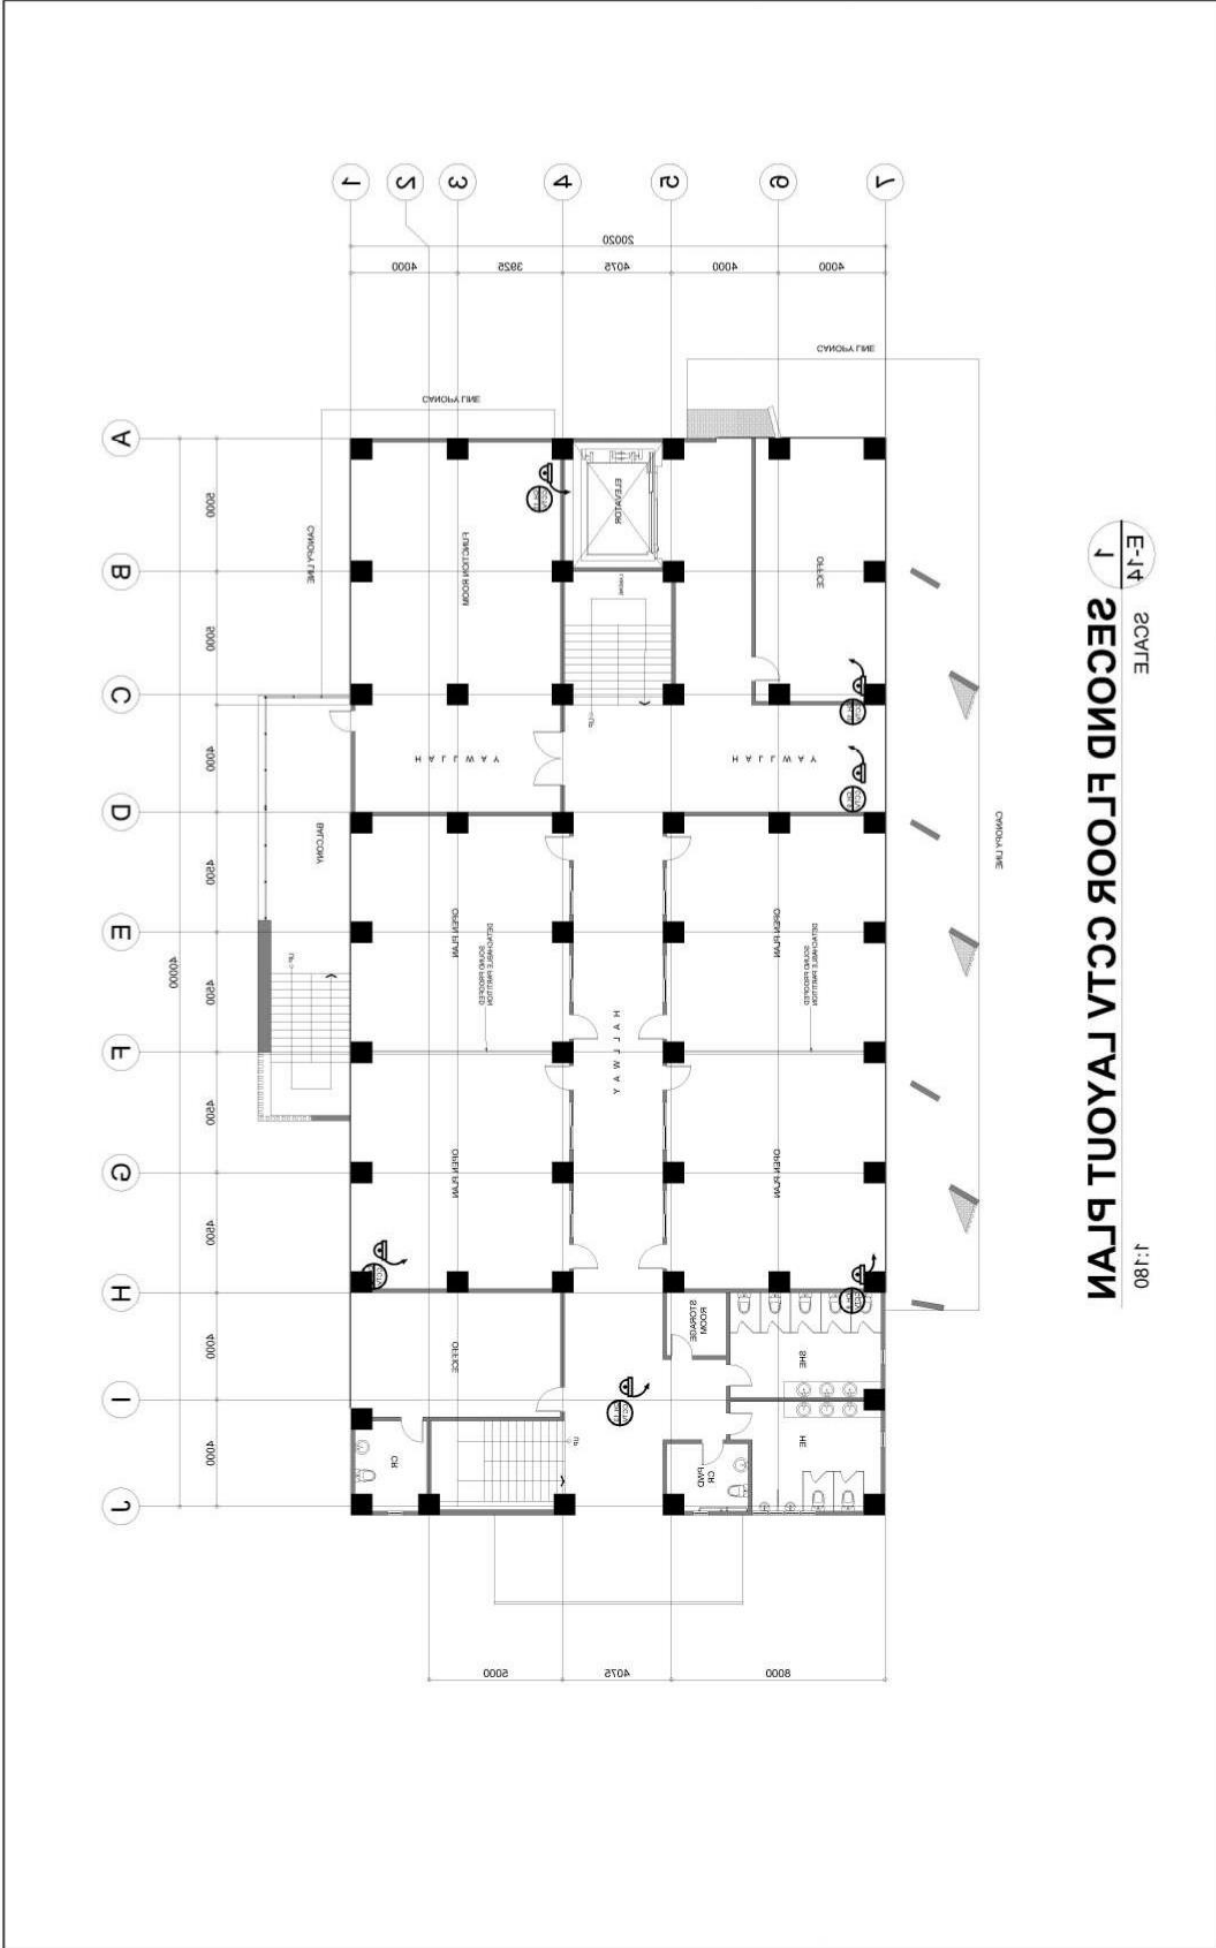 1
2
3
4
5
6
7
20020
4000
3925
4075
4000
4000
CANOPY LINE
CANOPY LINE
A
B
C
D
E
F
G
H
I
J
5000
5000
4000
4500
4500
4500
4500
4000
4000
40000
CANOPY LINE
FUNCTION ROOM
ELEVATOR
OFFICE
UP
HALLWAY
HALLWAY
CANOPY LINE
BALCONY
OPEN PLAN
DETACHABLE PARTITION
SOUND PROOFED
OPEN PLAN
DETACHABLE PARTITION
SOUND PROOFED
UP
HALLWAY
OPEN PLAN
OPEN PLAN
OFFICE
STORAGE
ROOM
SHE
HE
CR
UP
PWD
CR
5000
4075
8000
1
E-14
SECOND FLOOR CCTV LAYOUT PLAN
SCALE
1:180